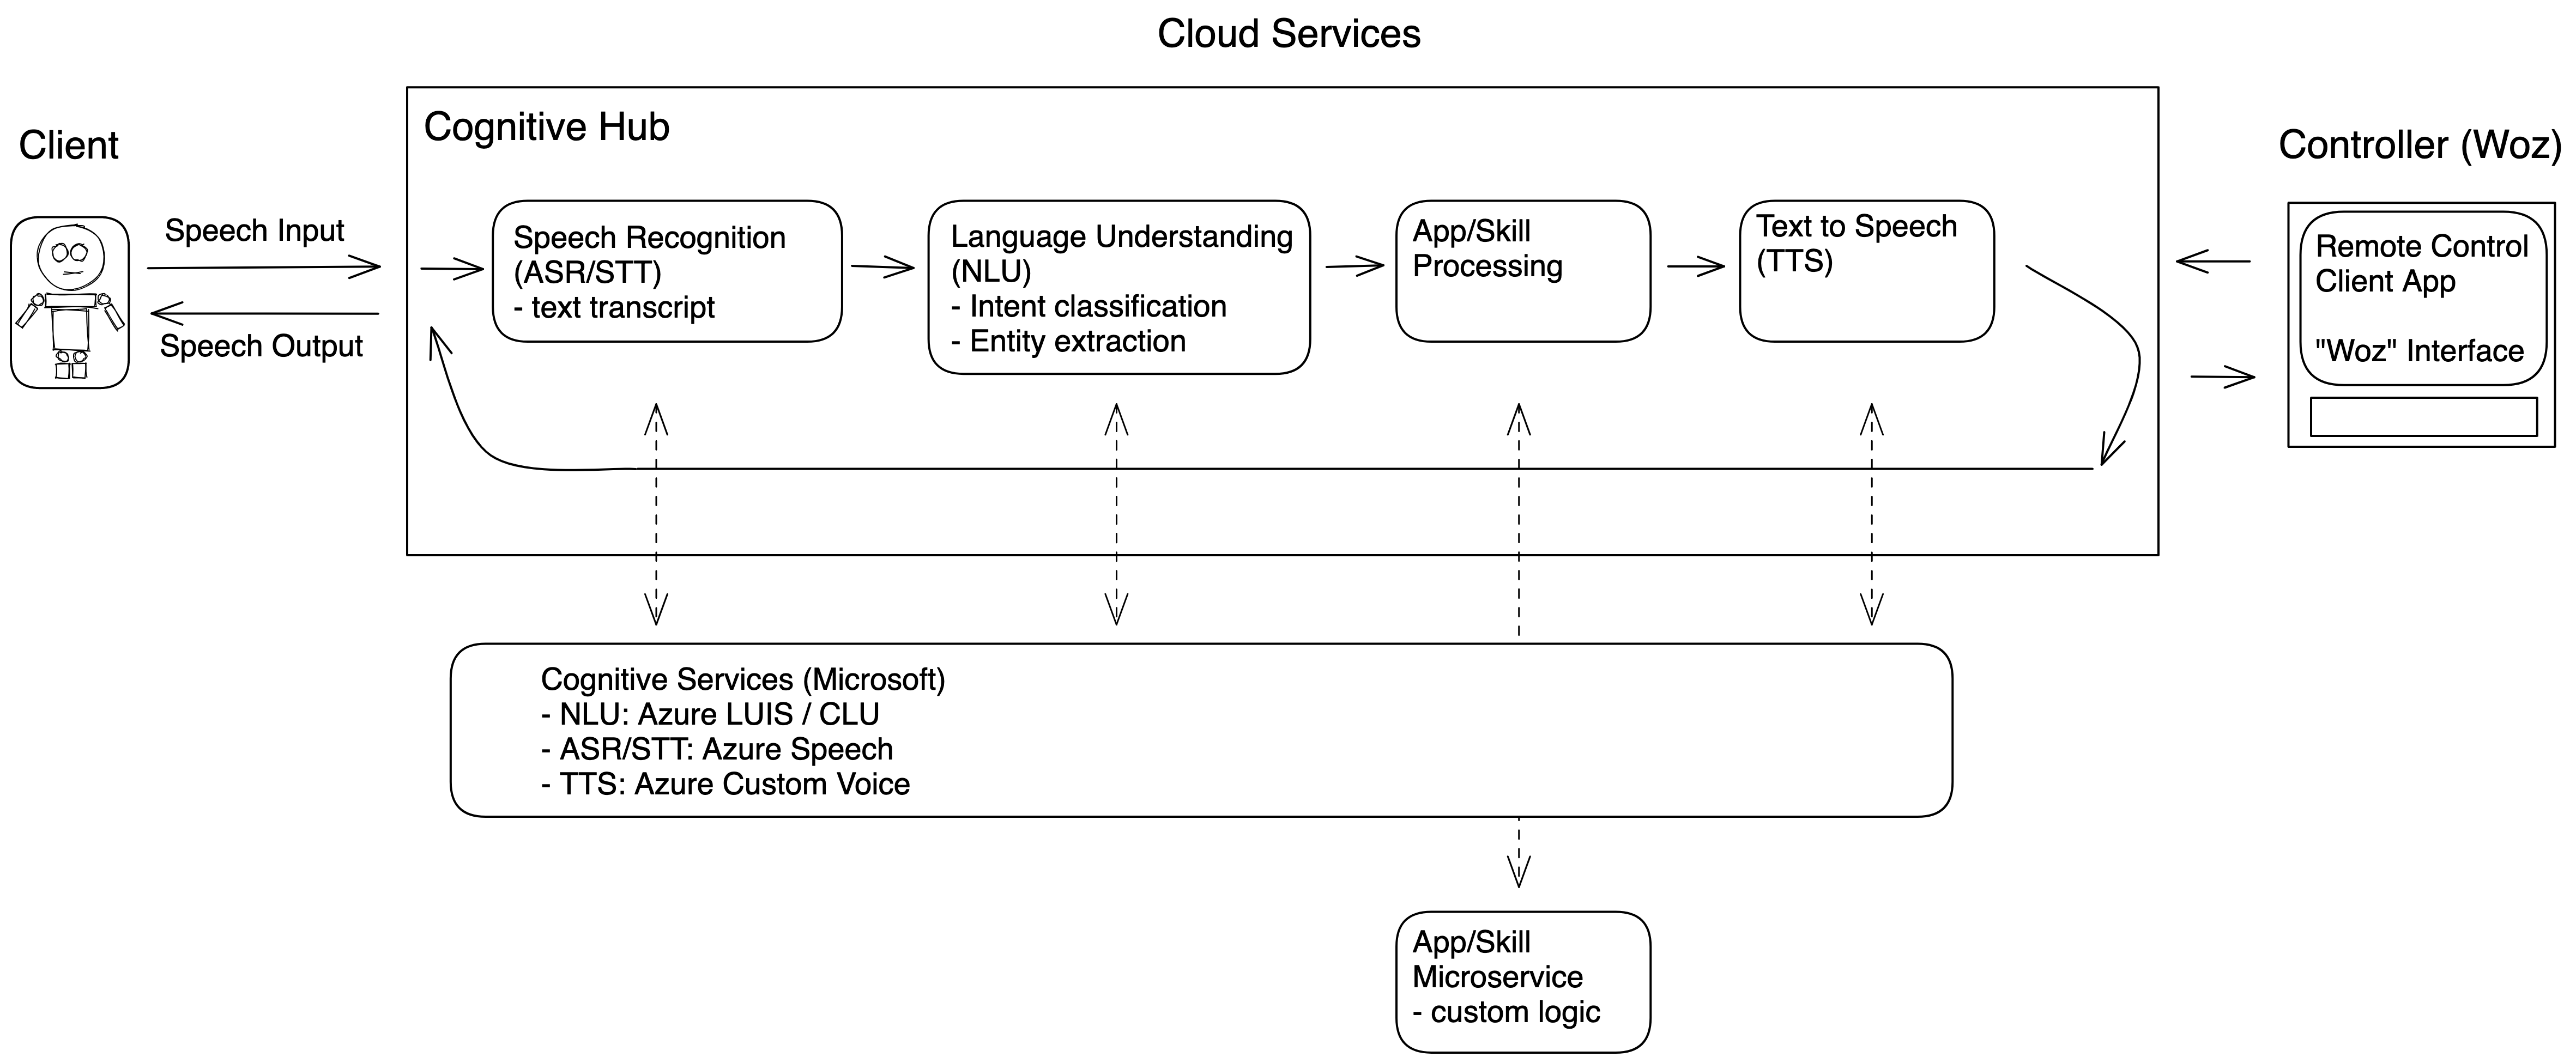 Cloud Services
Client
Cognitive Hub
Controller (Woz)
Speech Input
Speech Output
Speech Recognition
(ASR/STT)
- text transcript
Language Understanding
(NLU)
- Intent classification
- Entity extraction
App/Skill
Processing
Text to Speech
(TTS)
Remote Control
Client App
"Woz" Interface
Cognitive Services (Microsoft)
- NLU: Azure LUIS / CLU
- ASR/STT: Azure Speech
- TTS: Azure Custom Voice
App/Skill
Microservice
- custom logic